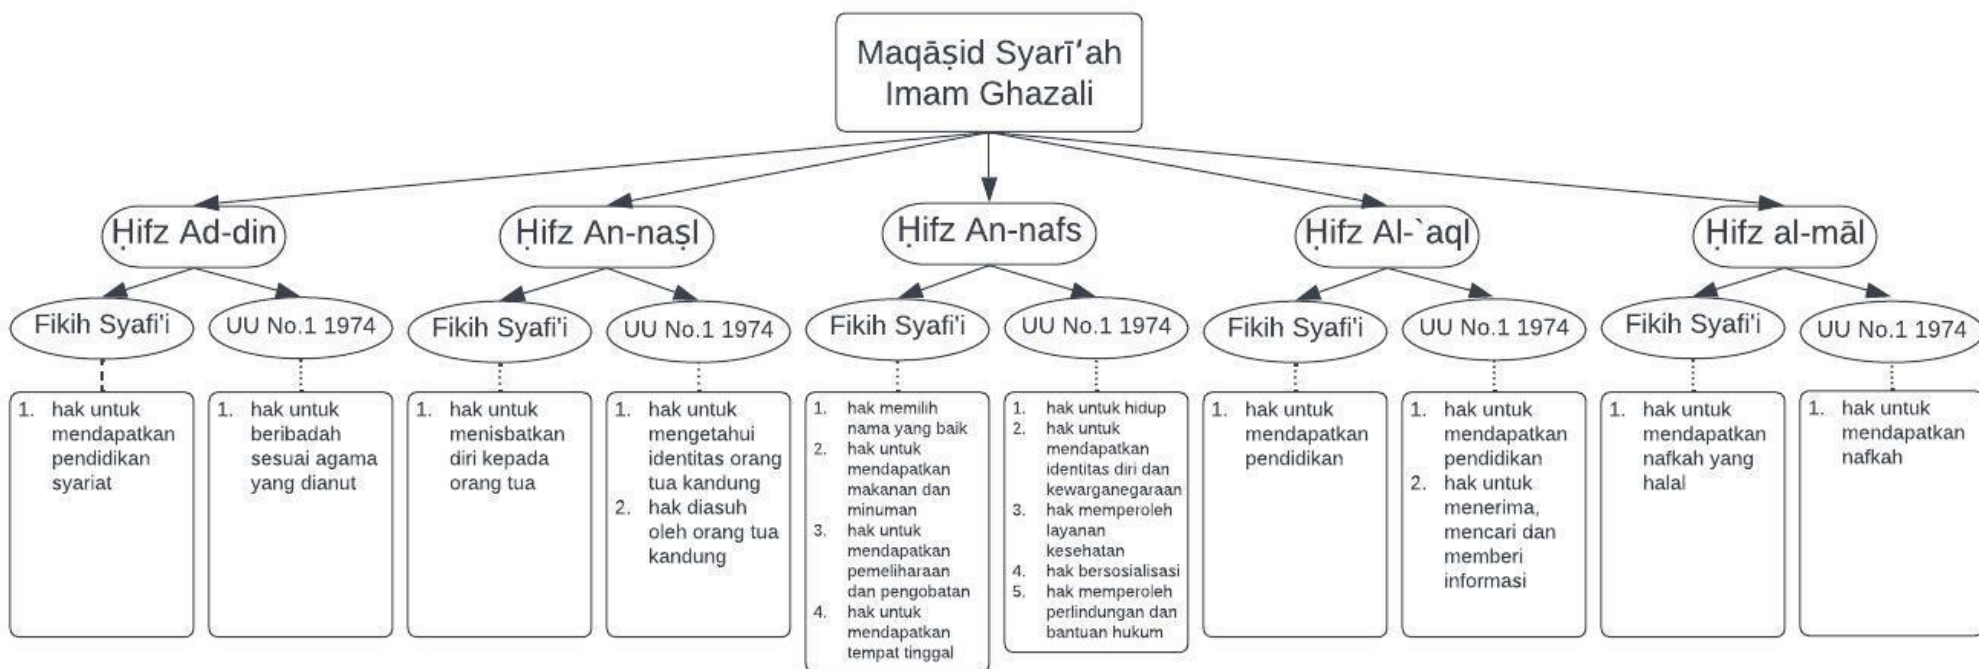 Maqāṣid Syarī‘ah
Imam Ghazali
Ḥifz Ad-din
Ḥifz An-naṣl
Ḥifz An-nafs
Ḥifz Al-`aql
Ḥifz al-māl
Fikih Syafi'i
UU No.1 1974
Fikih Syafi'i
UU No.1 1974
Fikih Syafi'i
UU No.1 1974
Fikih Syafi'i
UU No.1 1974
Fikih Syafi'i
UU No.1 1974
1. hak untuk
mendapatkan
pendidikan
syariat
1. hak untuk
beribadah
sesuai agama
yang dianut
1. hak untuk
menisbatkan
diri kepada
orang tua
1. hak untuk
mengetahui
identitas orang
tua kandung
2. hak diasuh
oleh orang tua
kandung
1. hak memilih
nama yang baik
2. hak untuk
mendapatkan
makanan dan
minuman
3. hak untuk
mendapatkan
pemeliharaan
dan pengobatan
4. hak untuk
mendapatkan
tempat tinggal
1. hak untuk hidup
2. hak untuk
mendapatkan
identitas diri dan
kewarganegaraan
3. hak memperoleh
layanan
kesehatan
4. hak bersosialisasi
5. hak memperoleh
perlindungan dan
bantuan hukum
1. hak untuk
mendapatkan
pendidikan
1. hak untuk
mendapatkan
pendidikan
2. hak untuk
menerima,
mencari dan
memberi
informasi
1. hak untuk
mendapatkan
nafkah yang
halal
1. hak untuk
mendapatkan
nafkah